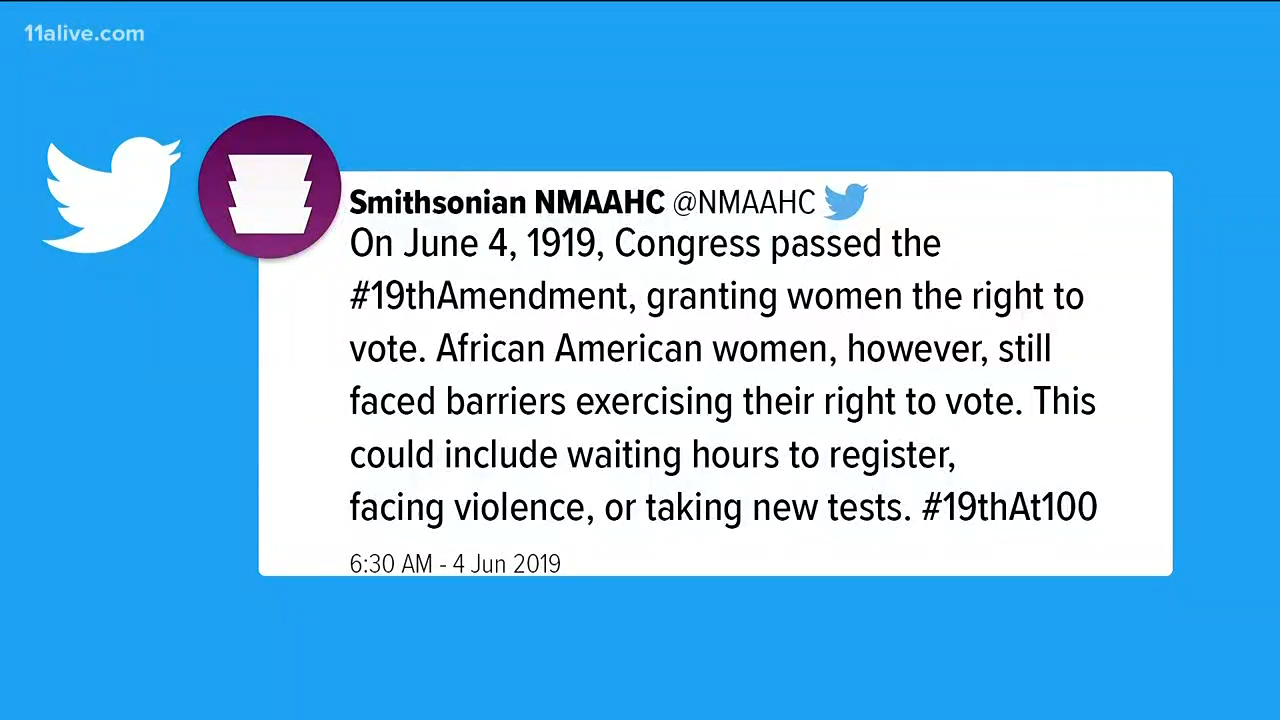 11alive.com
Smithsonian NMAAHC @NMAAHC
On June 4, 1919, Congress passed the
#19thAmendment, granting women the right to
vote. African American women, however, still
faced barriers exercising their right to vote. This
could include waiting hours to register,
facing violence, or taking new tests. #19thAt100
6:30 AM - 4 Jun 2019